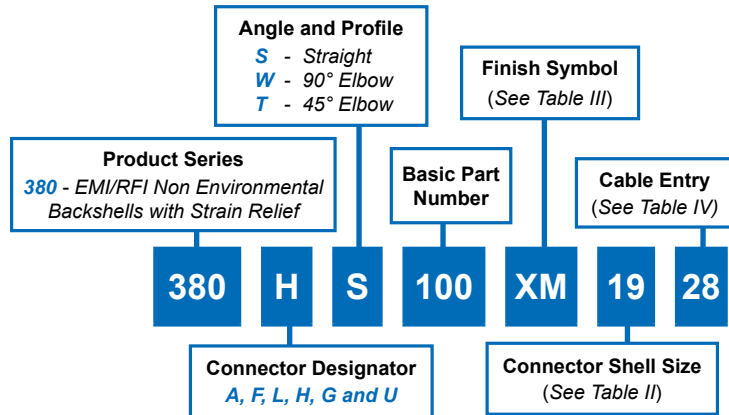 Angle and Profile
S - Straight
W - 90° Elbow
T - 45° Elbow
Finish Symbol
(See Table III)
Product Series
380 - EMI/RFI Non Environmental
Backshells with Strain Relief
Basic Part
Number
Cable Entry
(See Table IV)
380 H S 100 XM 19 28
Connector Designator
A, F, L, H, G and U
Connector Shell Size
(See Table II)